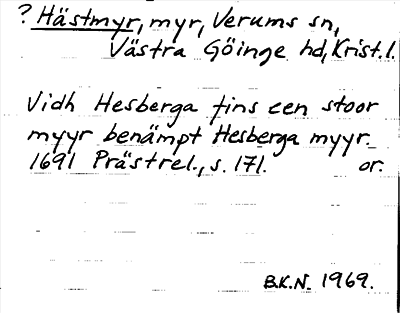 ? Hästmyr, myr, Verums sn,
Västra Göinge hd, Krist. l.
Vidh Hesberga fins een stoor
myyr benämpt Hesberga myyr.
1691 Prästrel., s. 171. or.
B.K.N. 1969.